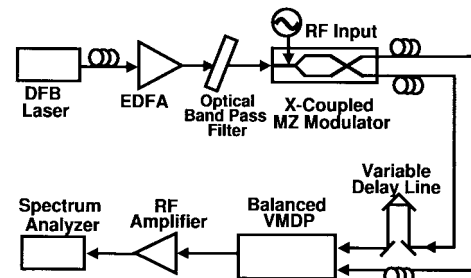 RF Input
DFB
Laser
EDFA
Optical
Band Pass
Filter
X-Coupled
MZ Modulator
Variable
Delay Line
Spectrum
Analyzer
RF
Amplifier
Balanced
VMDP